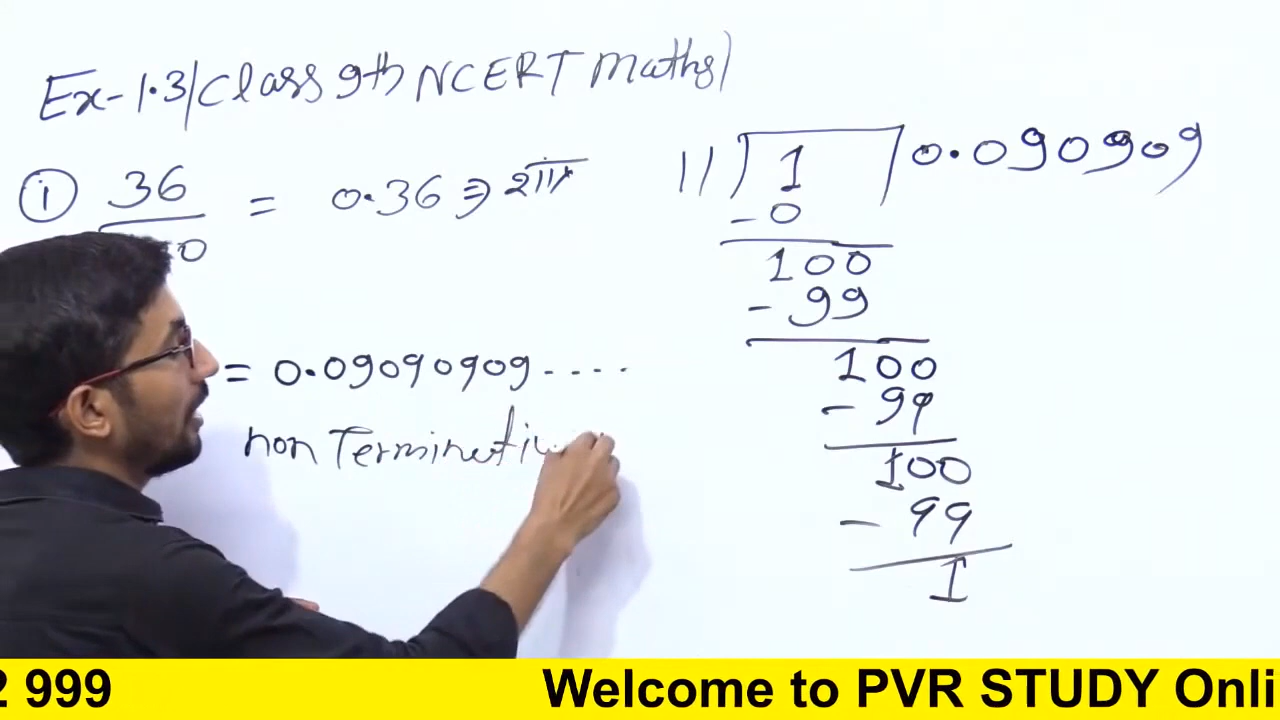 Ex-1.3/Class 9th NCERT Maths)
i 36 = 0.36 ⇒
0
= 0.09090909....
non Terminati
11) 1 0.090909
-0
100
- 99
100
- 99
100
- 99
1
2 999 Welcome to PVR STUDY Onli